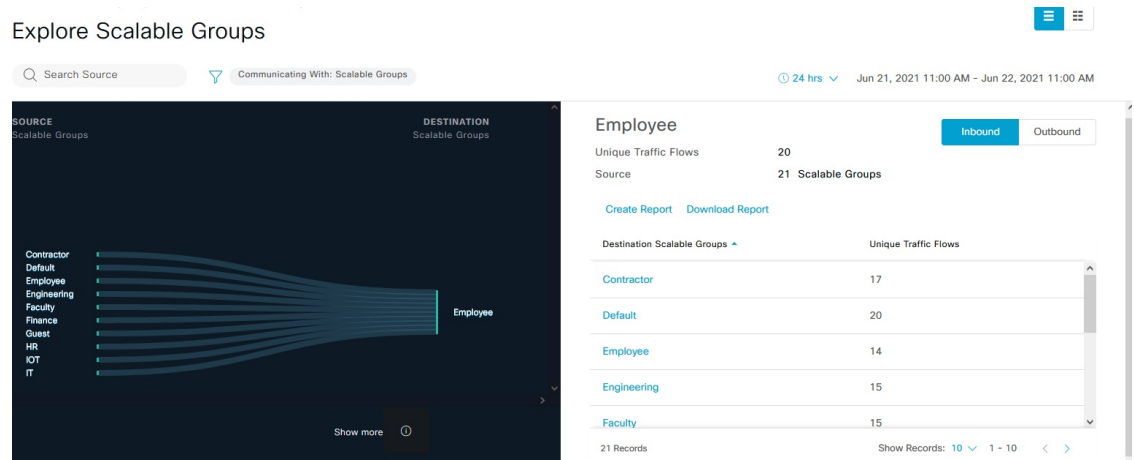 Explore Scalable Groups
Search Source
Communicating With: Scalable Groups
24 hrs
Jun 21, 2021 11:00 AM - Jun 22, 2021 11:00 AM
SOURCE
Scalable Groups
DESTINATION
Scalable Groups
Contractor
Default
Employee
Engineering
Faculty
Finance
Guest
HR
IOT
IT
Employee
Show more
Employee
Inbound
Outbound
Unique Traffic Flows 20
Source 21 Scalable Groups
Create Report Download Report
Destination Scalable Groups Unique Traffic Flows
Contractor 17
Default 20
Employee 14
Engineering 15
Faculty 15
21 Records
Show Records: 10 1 - 10